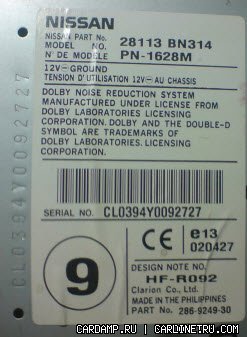 NISSAN
NISSAN PART No. 28113 BN314
MODEL NO.
N° DE MODELE PN-1628M
12V⎓GROUND
TENSION D'UTILISATION 12V⎓ AU CHASSIS
DOLBY NOISE REDUCTION SYSTEM
MANUFACTURED UNDER LICENSE FROM
DOLBY LABORATORIES LICENSING
CORPORATION. DOLBY AND THE DOUBLE-D
SYMBOL ARE TRADEMARKS OF
DOLBY LABORATORIES LICENSING
CORPORATION.
SERIAL NO. CL0394Y0092727
9
CE e13
020427
DESIGN NOTE NO.
HF-R092
Clarion Co., Ltd.
MADE IN THE PHILIPPINES
PART No. 286-9249-30
CL0394Y0092727
CARDAMP.RU | CARL0NETRU.COM